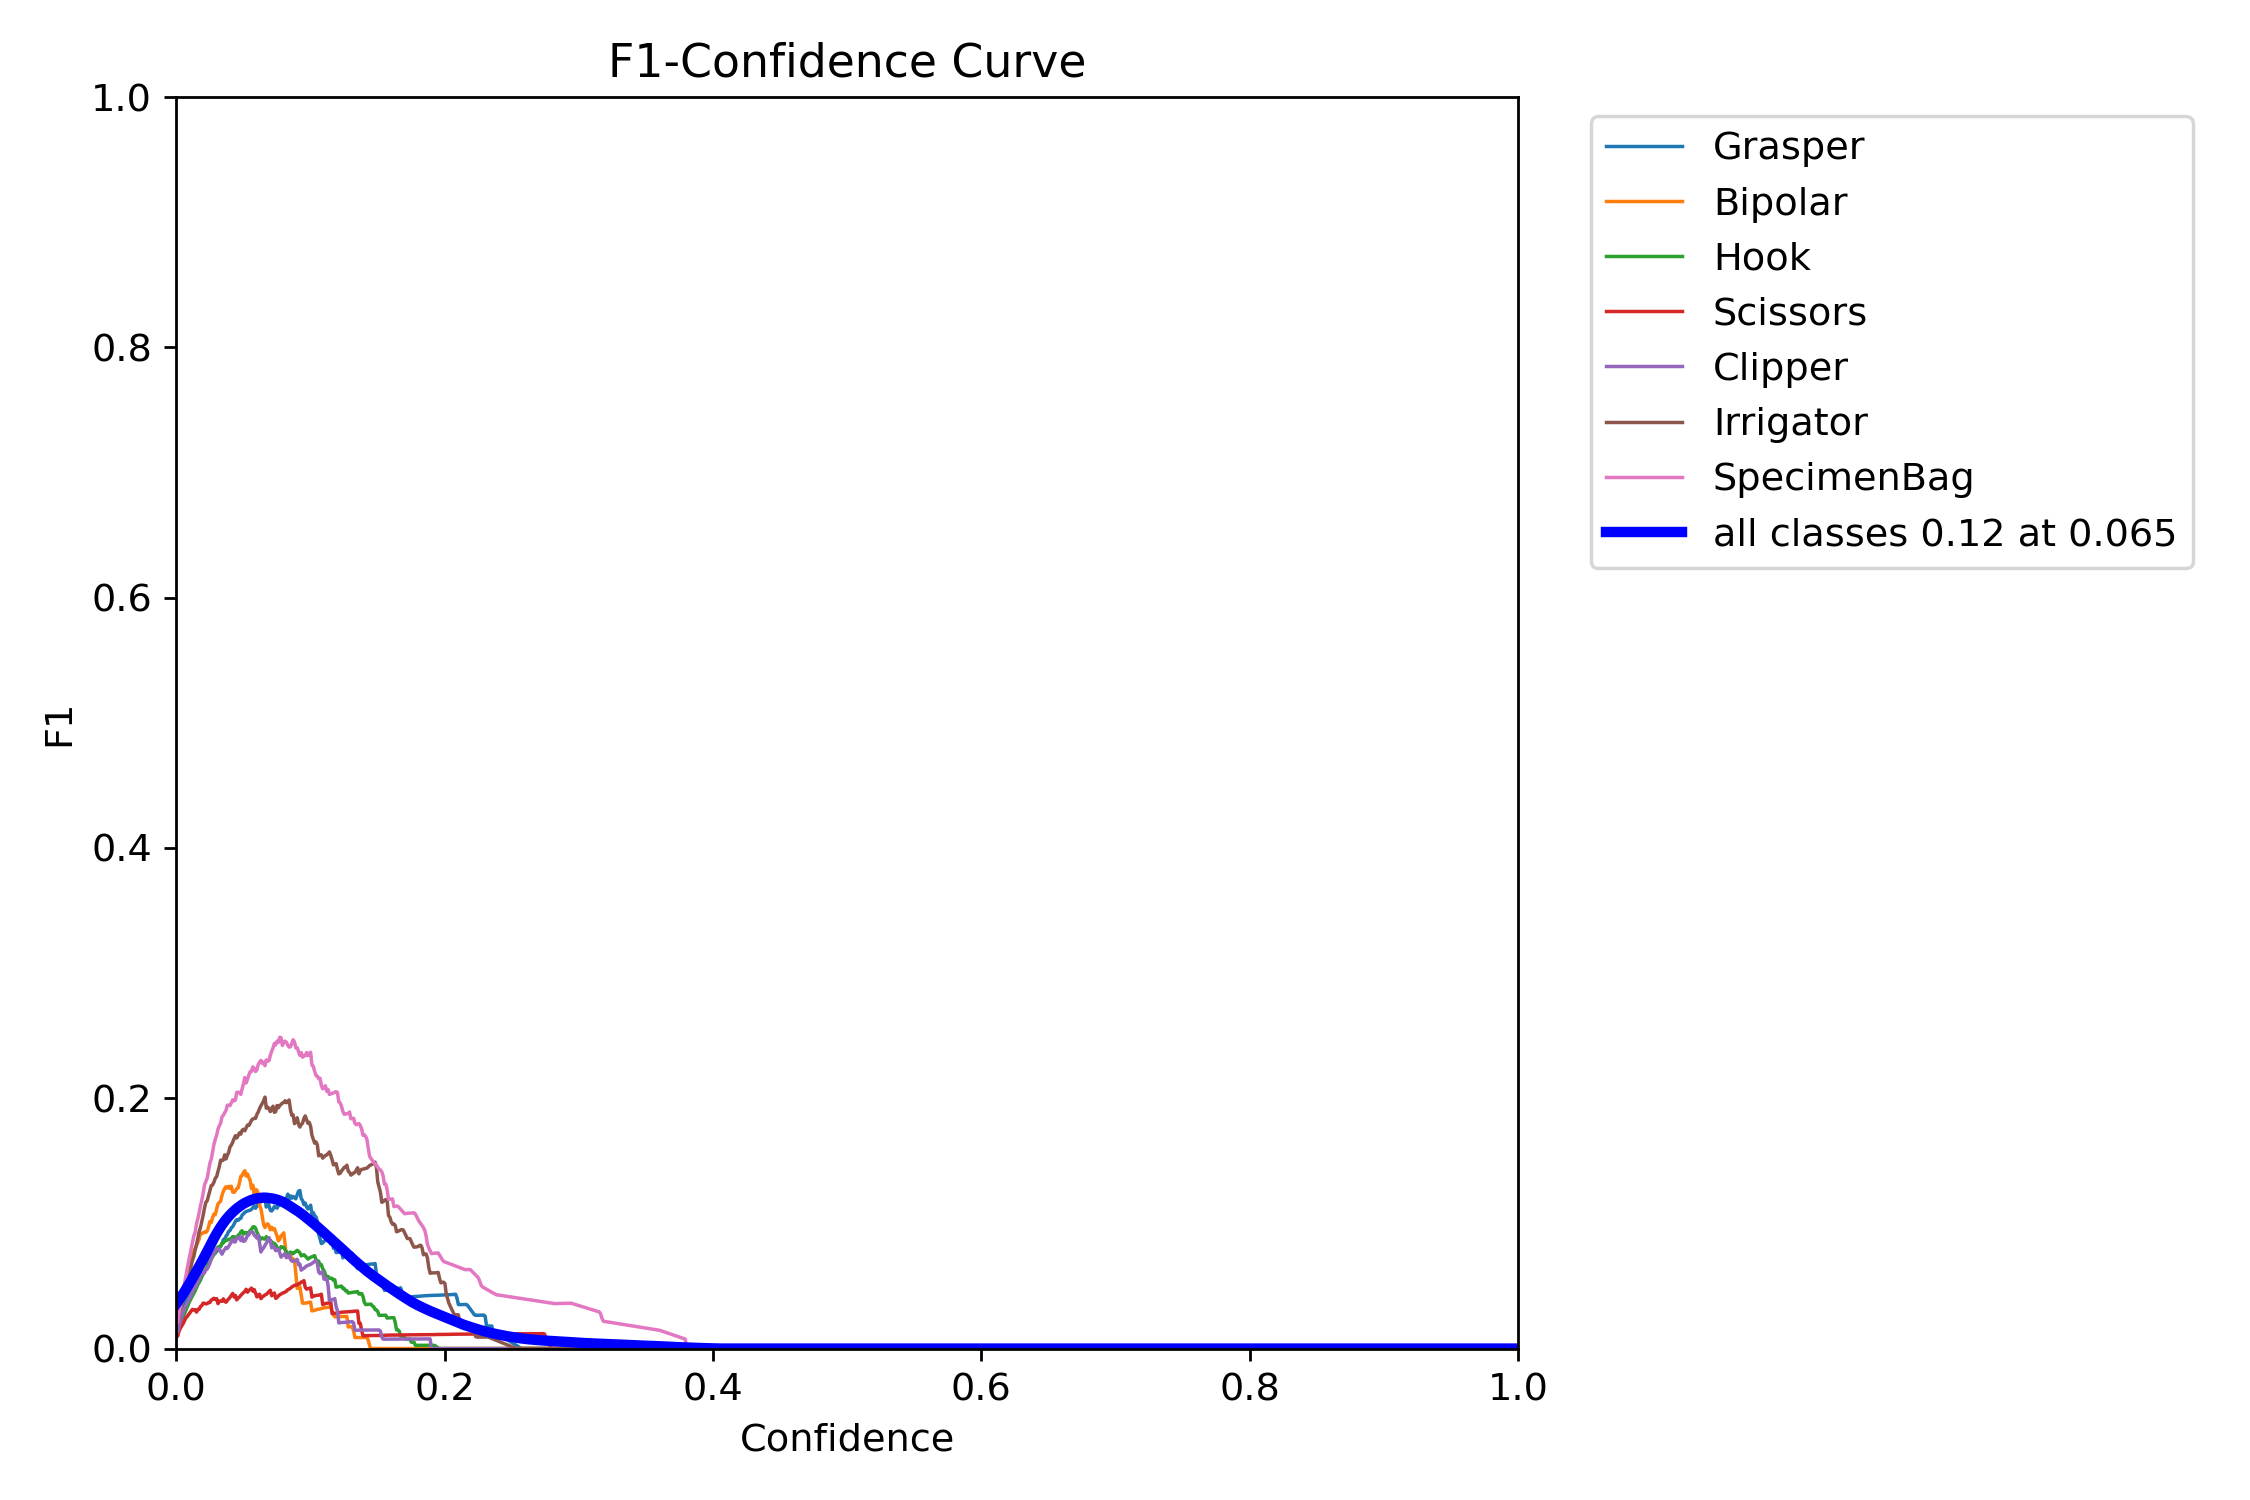 F1-Confidence Curve
1.0
0.8
0.6
0.4
0.2
0.0
F1
0.0 0.2 0.4 0.6 0.8 1.0
Confidence
Grasper
Bipolar
Hook
Scissors
Clipper
Irrigator
SpecimenBag
all classes 0.12 at 0.065